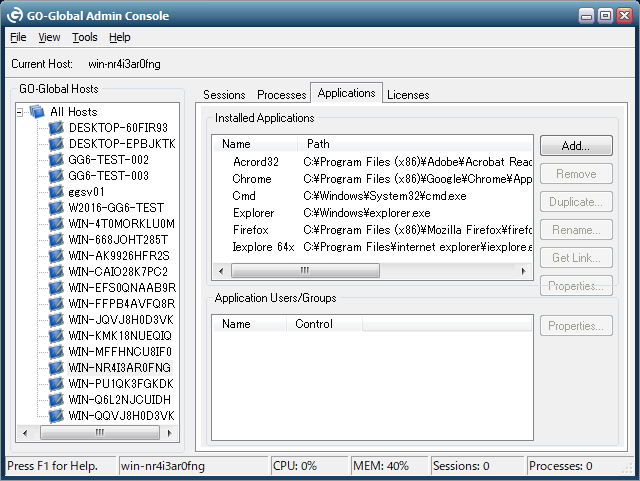 GO-Global Admin Console
File View Tools Help
Current Host: win-nr4i3ar0fng
GO-Global Hosts
All Hosts
DESKTOP-60FIR93
DESKTOP-EPBJKTK
GG6-TEST-002
GG6-TEST-003
ggsv01
W2016-GG6-TEST
WIN-4T0MORKLU0M
WIN-668JOHT285T
WIN-AK9926HFR2S
WIN-CAIO28K7PC2
WIN-EFS0QNAAB9R
WIN-FFPB4AVFQ8R
WIN-JQVJ8H0D3VK
WIN-KMK18NUEQIQ
WIN-MFFHNCU8IF0
WIN-NR4I3AR0FNG
WIN-PU1QK3FGKDK
WIN-Q6L2NJCUIDH
WIN-QQVJ8H0D3VK
Sessions Processes Applications Licenses
Installed Applications
Name Path
Acrord32 C:¥Program Files (x86)¥Adobe¥Acrobat Reac
Chrome C:¥Program Files (x86)¥Google¥Chrome¥App
Cmd C:¥Windows¥System32¥cmd.exe
Explorer C:¥Windows¥explorer.exe
Firefox C:¥Program Files (x86)¥Mozilla Firefox¥firefo
Iexplore 64x C:¥Program Files¥internet explorer¥iexplore.e
Add...
Remove
Duplicate...
Rename...
Get Link...
Properties...
Application Users/Groups
Name Control
Properties...
Press F1 for Help. win-nr4i3ar0fng CPU: 0% MEM: 40% Sessions: 0 Processes: 0